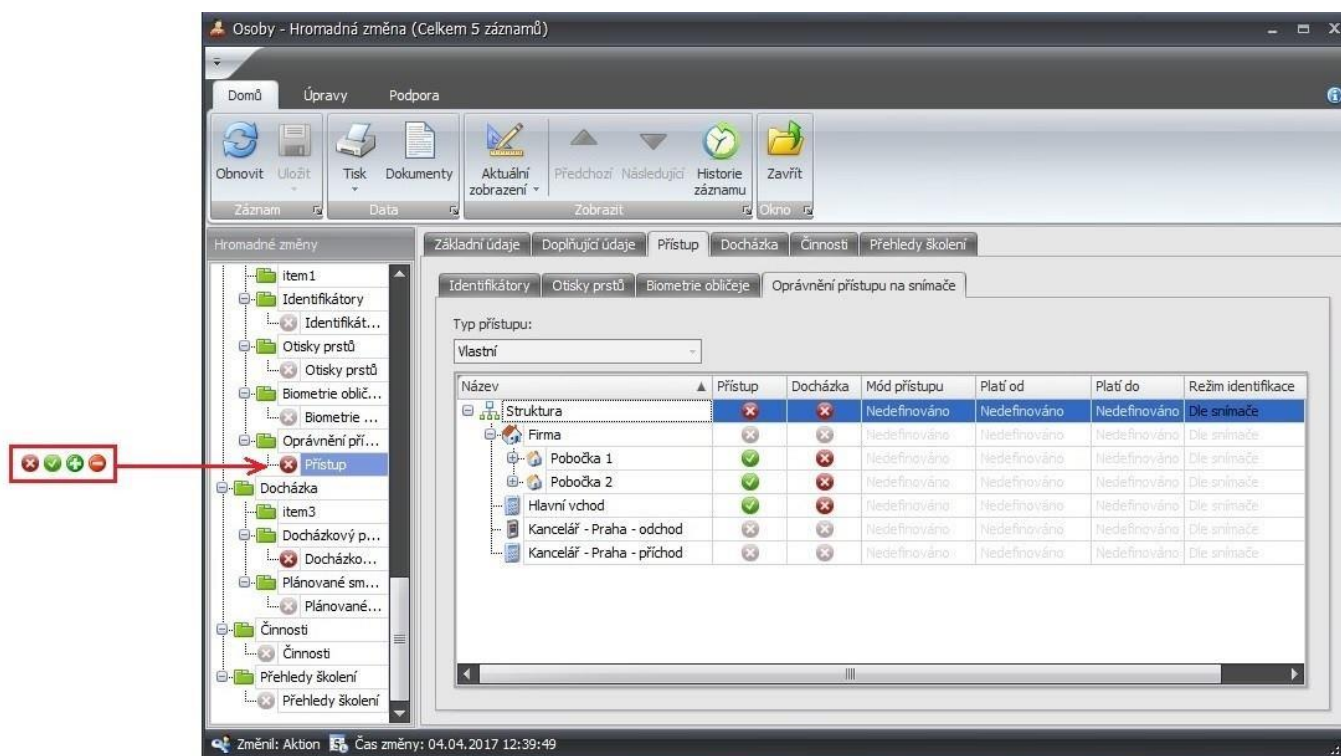 Osoby - Hromadná změna (Celkem 5 záznamů)
Domů Úpravy Podpora
Obnovit Uložit Tisk Dokumenty Aktuální zobrazení Předchozí Následující Historie záznamu Zavřít
Záznam Data Zobrazit Okno
Hromadné změny
item1
Identifikátory
Identifikát...
Otisky prstů
Otisky prstů
Biometrie oblič...
Biometrie ...
Oprávnění pří...
Přístup
Docházka
item3
Docházkový p...
Docházko...
Plánované sm...
Plánované...
Činnosti
Činnosti
Přehledy školení
Přehledy školení
Základní údaje Doplňující údaje Přístup Docházka Činnosti Přehledy školení
Identifikátory Otisky prstů Biometrie obličeje Oprávnění přístupu na snímače
Typ přístupu:
Vlastní
Název Přístup Docházka Mód přístupu Platí od Platí do Režim identifikace
Struktura Nedefinováno Nedefinováno Nedefinováno Dle snímače
Firma Nedefinováno Nedefinováno Nedefinováno Dle snímače
Pobočka 1 Nedefinováno Nedefinováno Nedefinováno Dle snímače
Pobočka 2 Nedefinováno Nedefinováno Nedefinováno Dle snímače
Hlavní vchod Nedefinováno Nedefinováno Nedefinováno Dle snímače
Kancelář - Praha - odchod Nedefinováno Nedefinováno Nedefinováno Dle snímače
Kancelář - Praha - příchod Nedefinováno Nedefinováno Nedefinováno Dle snímače
Změnil: Aktion Čas změny: 04.04.2017 12:39:49